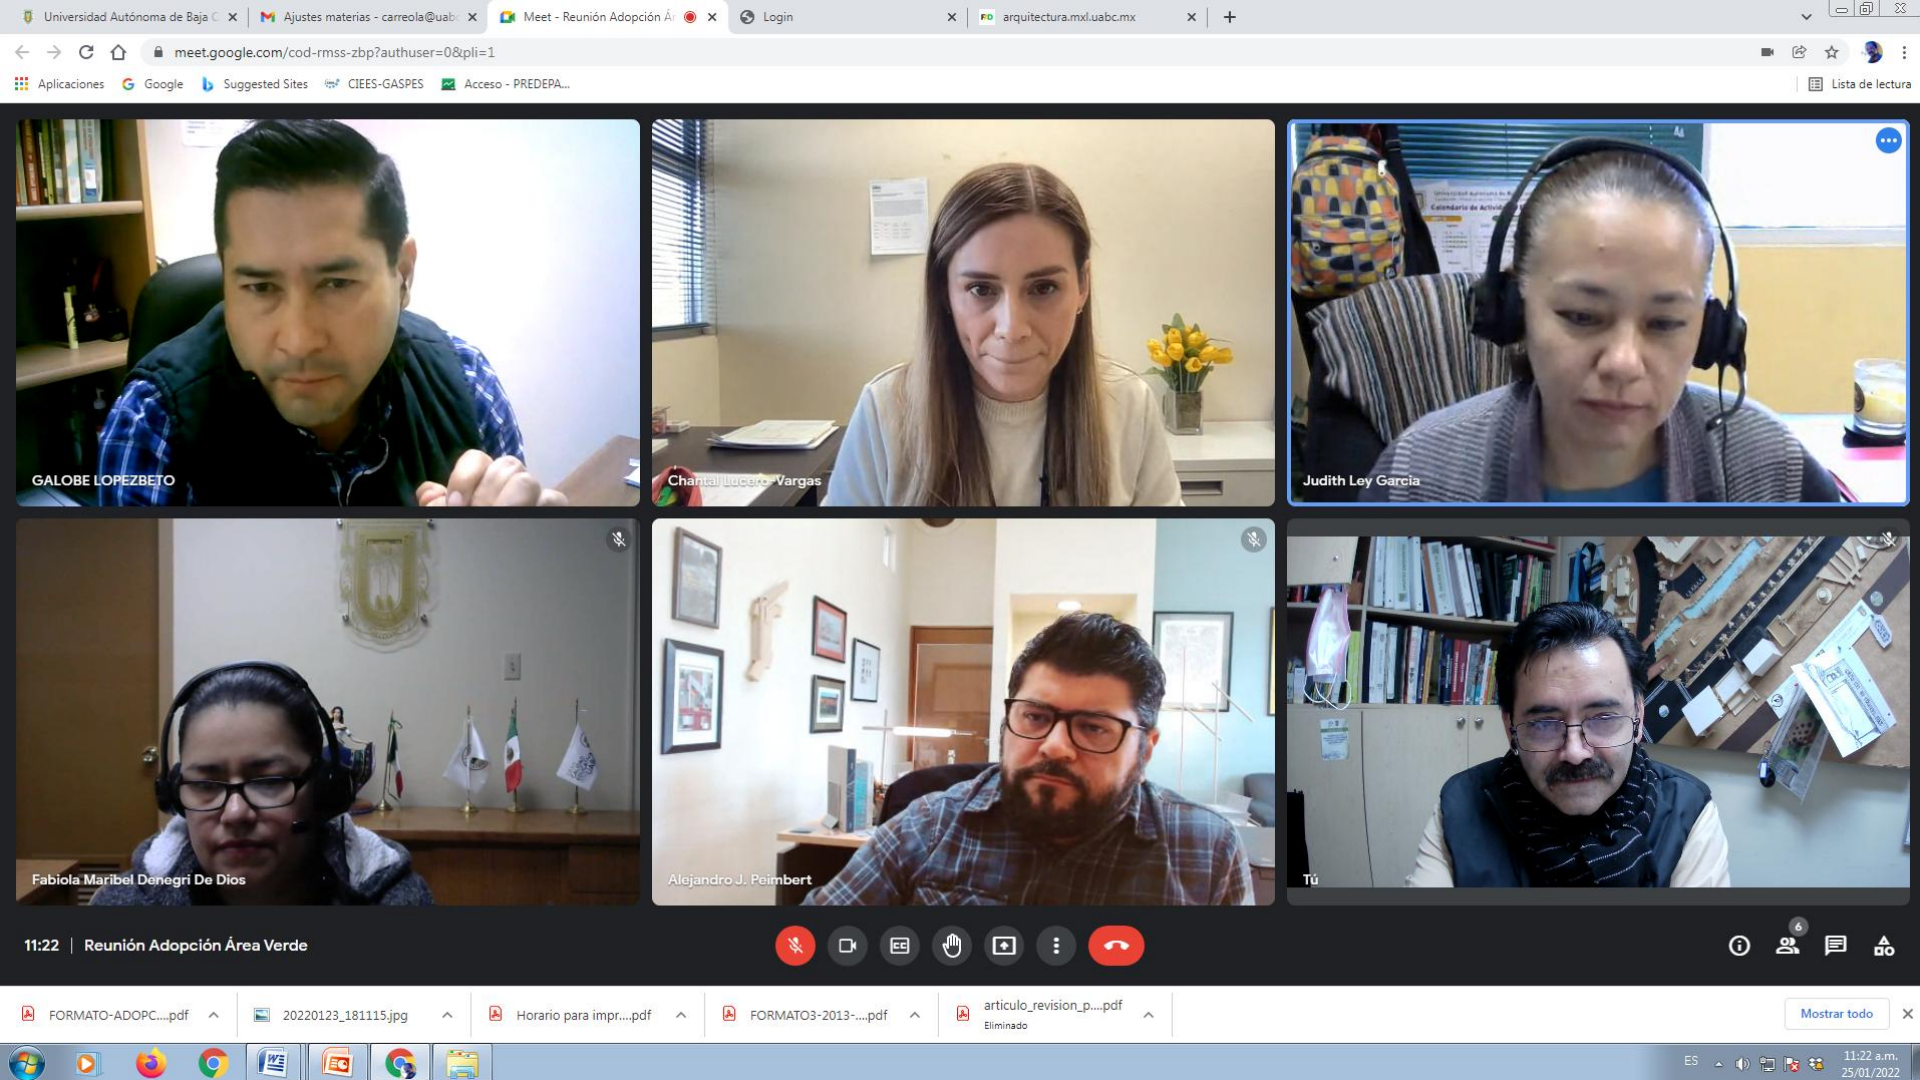 Universidad Autónoma de Baja C
Ajustes materias - carreola@uab
Meet - Reunión Adopción Á
Login
arquitectura.mxl.uabc.mx
meet.google.com/cod-rmss-zbp?authuser=0&pli=1
Aplicaciones
Google
Suggested Sites
CIEES-GASPES
Acceso - PREDEPA...
Lista de lectura
GALOBE LOPEZBETO
Chantal Lucero-Vargas
Judith Ley Garcia
Fabiola Maribel Denegri De Dios
Alejandro J. Peimbert
Tú
11:22 | Reunión Adopción Área Verde
6
FORMATO-ADOPC....pdf
20220123_181115.jpg
Horario para impr....pdf
FORMATO3-2013-....pdf
articulo_revision_p....pdf
Eliminado
Mostrar todo
ES
11:22 a.m.
25/01/2022